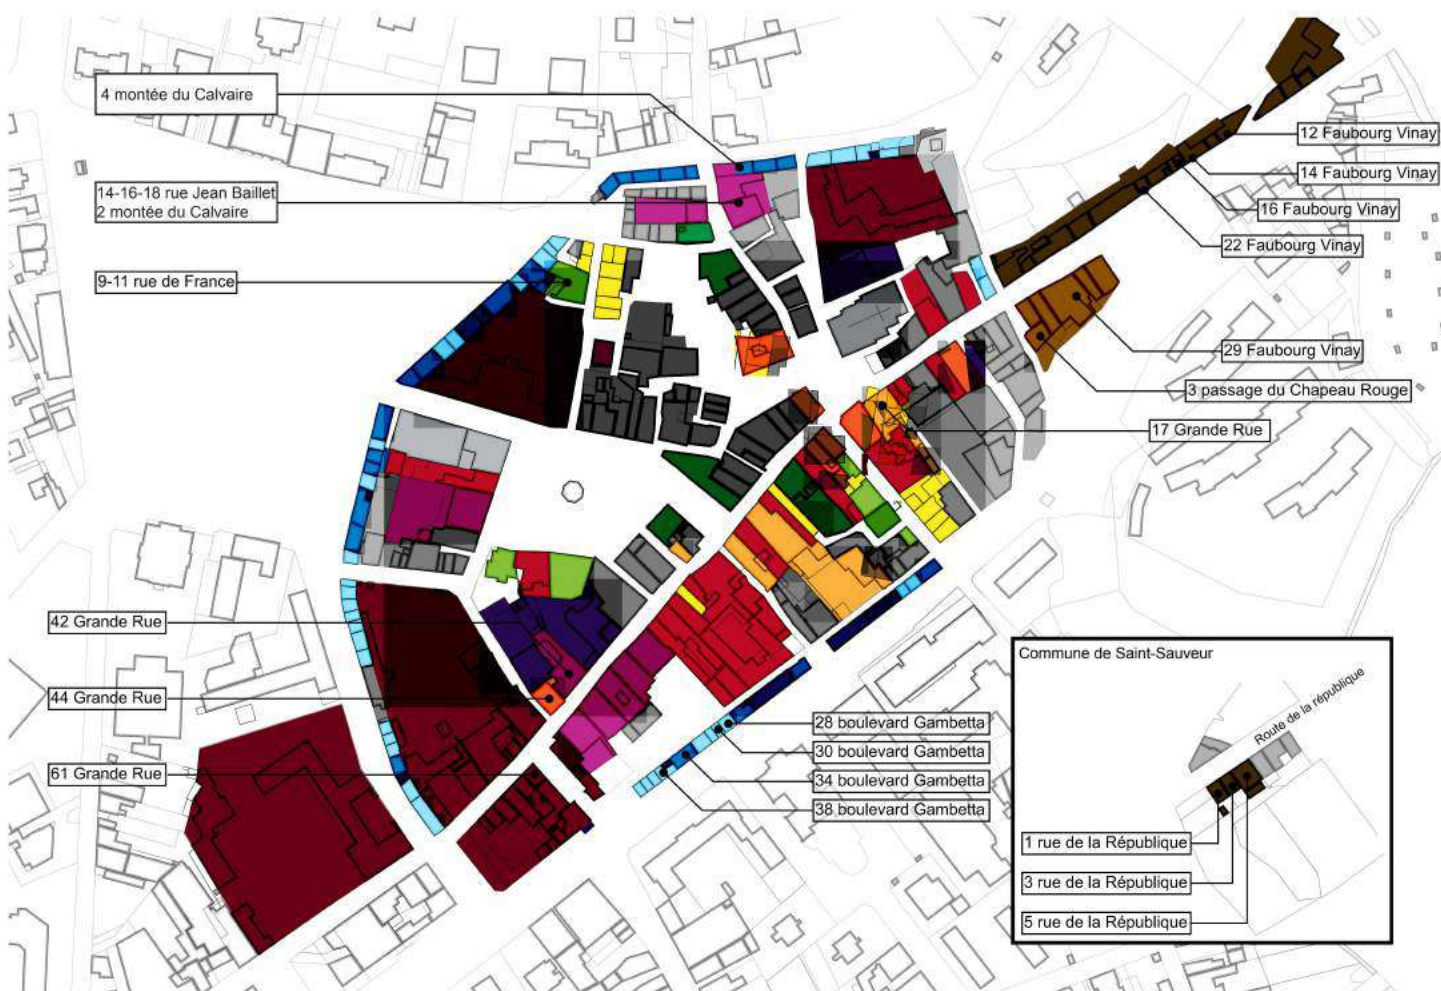 4 montée du Calvaire
14-16-18 rue Jean Baillet
2 montée du Calvaire
9-11 rue de France
12 Faubourg Vinay
14 Faubourg Vinay
16 Faubourg Vinay
22 Faubourg Vinay
29 Faubourg Vinay
3 passage du Chapeau Rouge
17 Grande Rue
42 Grande Rue
44 Grande Rue
61 Grande Rue
28 boulevard Gambetta
30 boulevard Gambetta
34 boulevard Gambetta
38 boulevard Gambetta
Commune de Saint-Sauveur
Route de la république
1 rue de la République
3 rue de la République
5 rue de la République